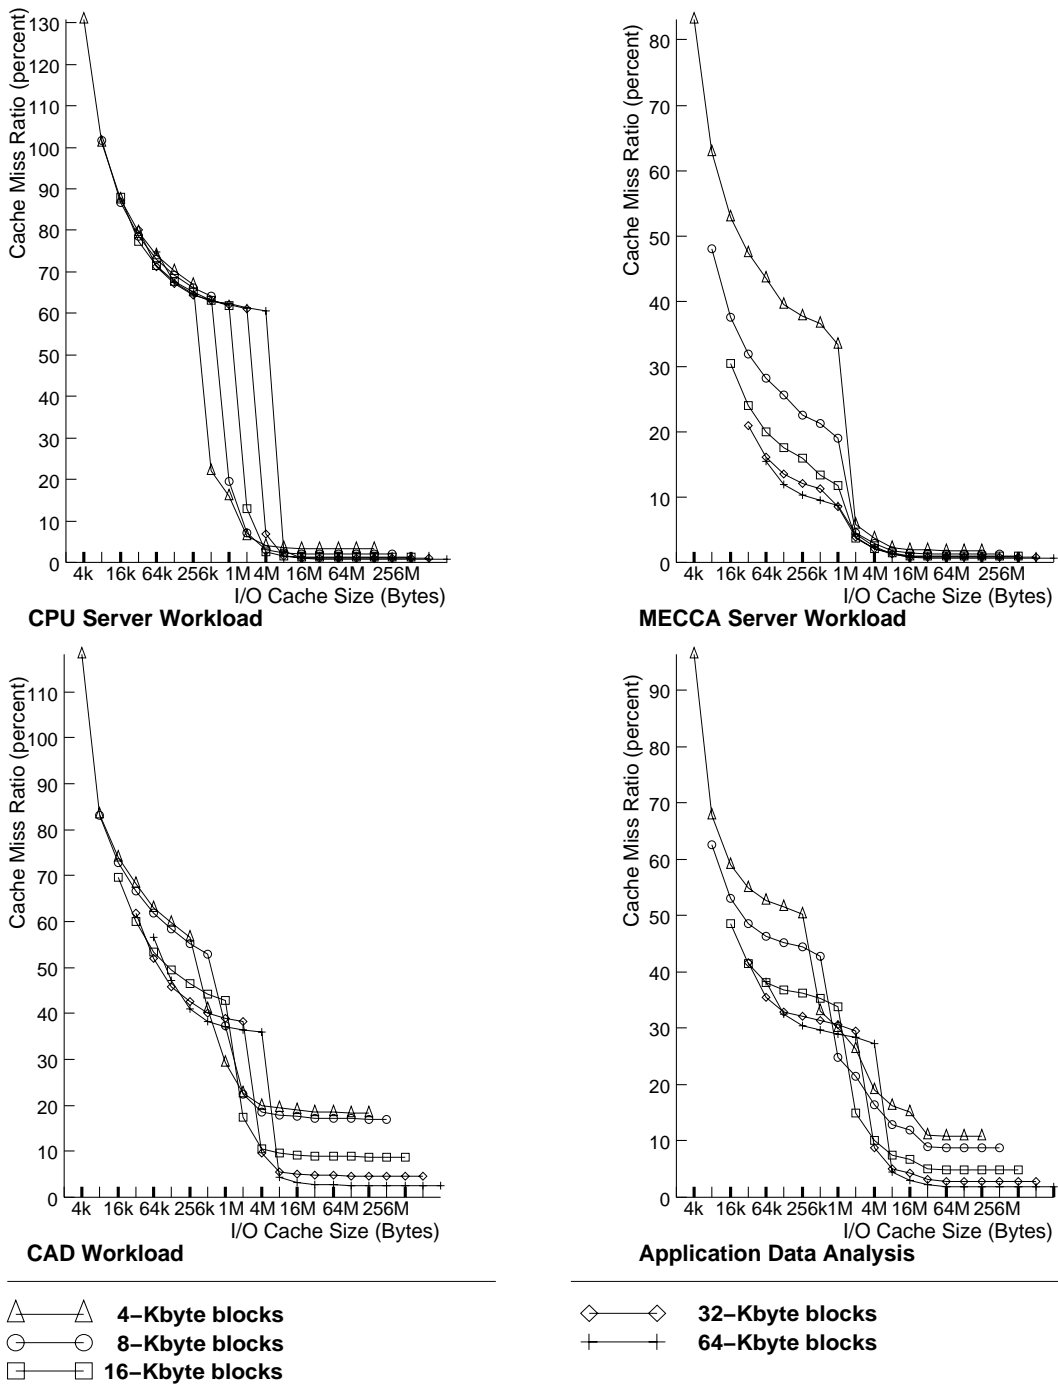 Cache Miss Ratio (percent)
130
120
110
100
90
80
70
60
50
40
30
20
10
0
4k 16k 64k 256k 1M 4M 16M 64M 256M
I/O Cache Size (Bytes)
CPU Server Workload
Cache Miss Ratio (percent)
80
70
60
50
40
30
20
10
0
4k 16k 64k 256k 1M 4M 16M 64M 256M
I/O Cache Size (Bytes)
MECCA Server Workload
Cache Miss Ratio (percent)
110
100
90
80
70
60
50
40
30
20
10
0
4k 16k 64k 256k 1M 4M 16M 64M 256M
I/O Cache Size (Bytes)
CAD Workload
Cache Miss Ratio (percent)
90
80
70
60
50
40
30
20
10
0
4k 16k 64k 256k 1M 4M 16M 64M 256M
I/O Cache Size (Bytes)
Application Data Analysis
4–Kbyte blocks
8–Kbyte blocks
16–Kbyte blocks
32–Kbyte blocks
64–Kbyte blocks